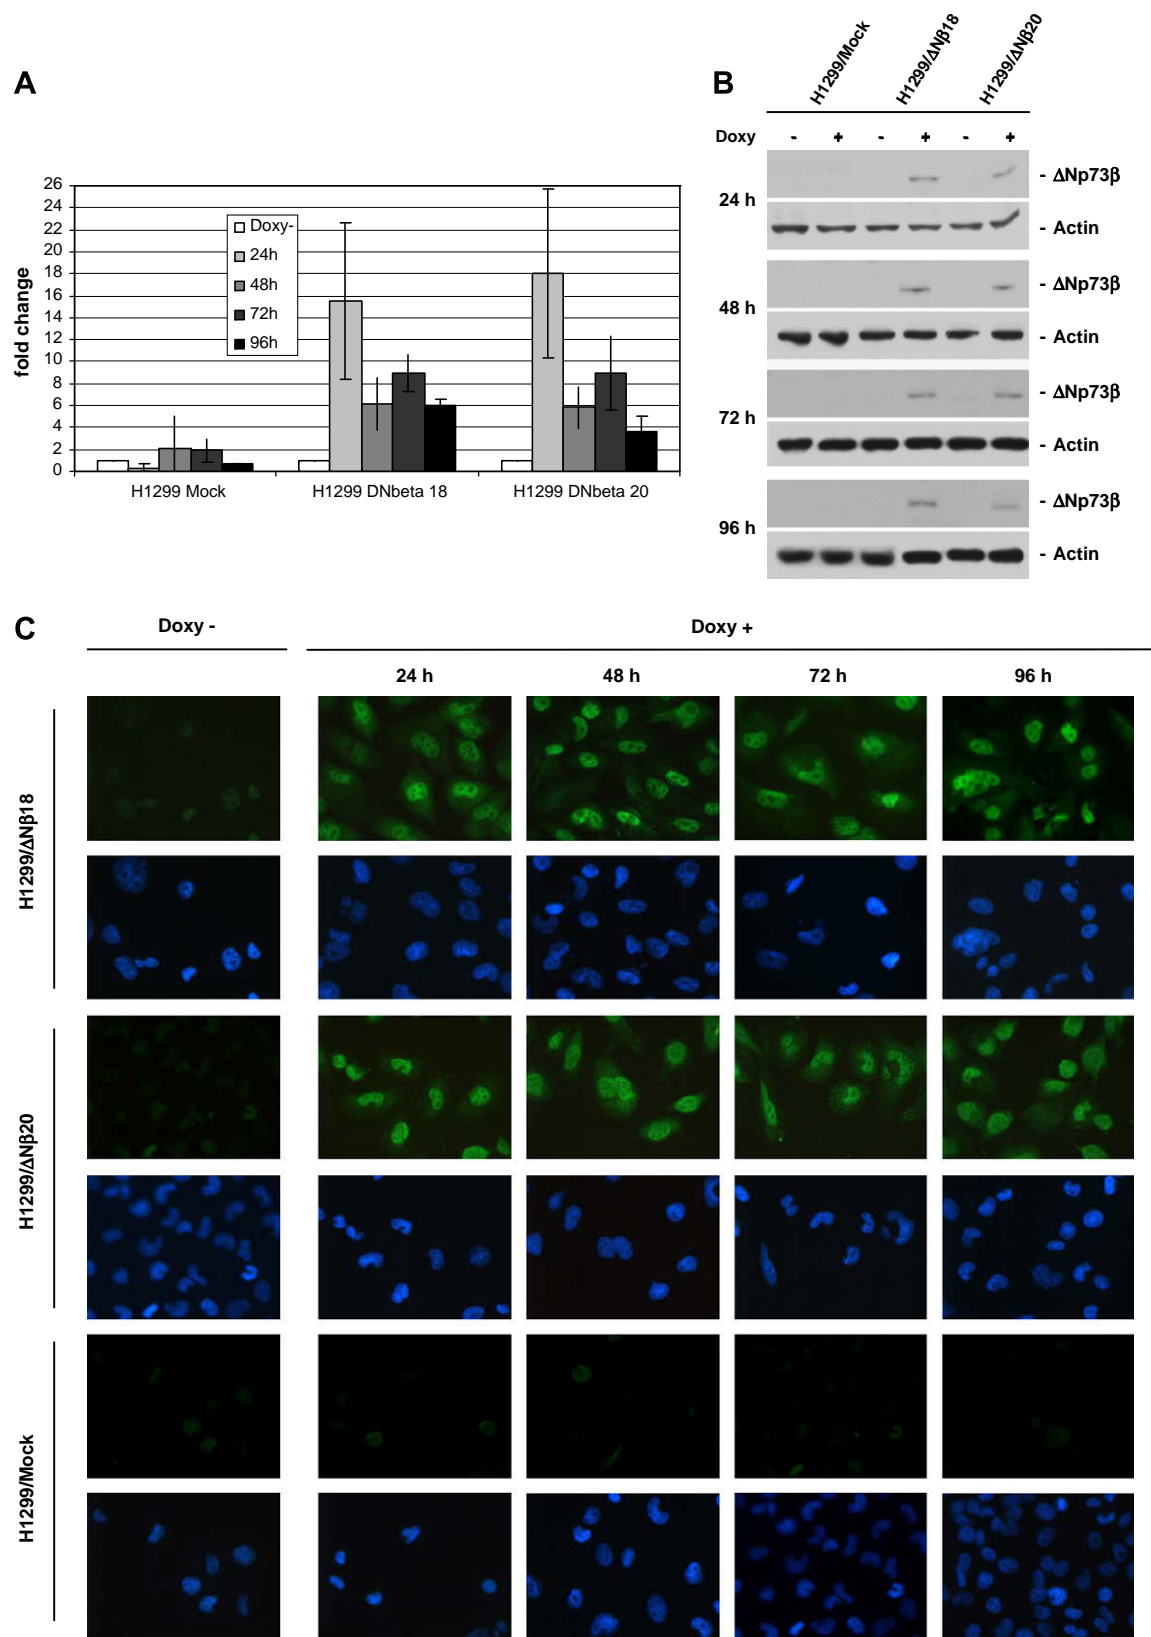 A
fold change
26
24
22
20
18
16
14
12
10
8
6
4
2
0
Doxy-
24h
48h
72h
96h
H1299 Mock
H1299 DNbeta 18
H1299 DNbeta 20
B
H1299/Mock
H1299/ΔNβ18
H1299/ΔNβ20
Doxy - + - + - +
24 h
- ΔNp73β
- Actin
48 h
- ΔNp73β
- Actin
72 h
- ΔNp73β
- Actin
96 h
- ΔNp73β
- Actin
C
Doxy -
Doxy +
24 h
48 h
72 h
96 h
H1299/ΔNβ18
H1299/ΔNβ20
H1299/Mock